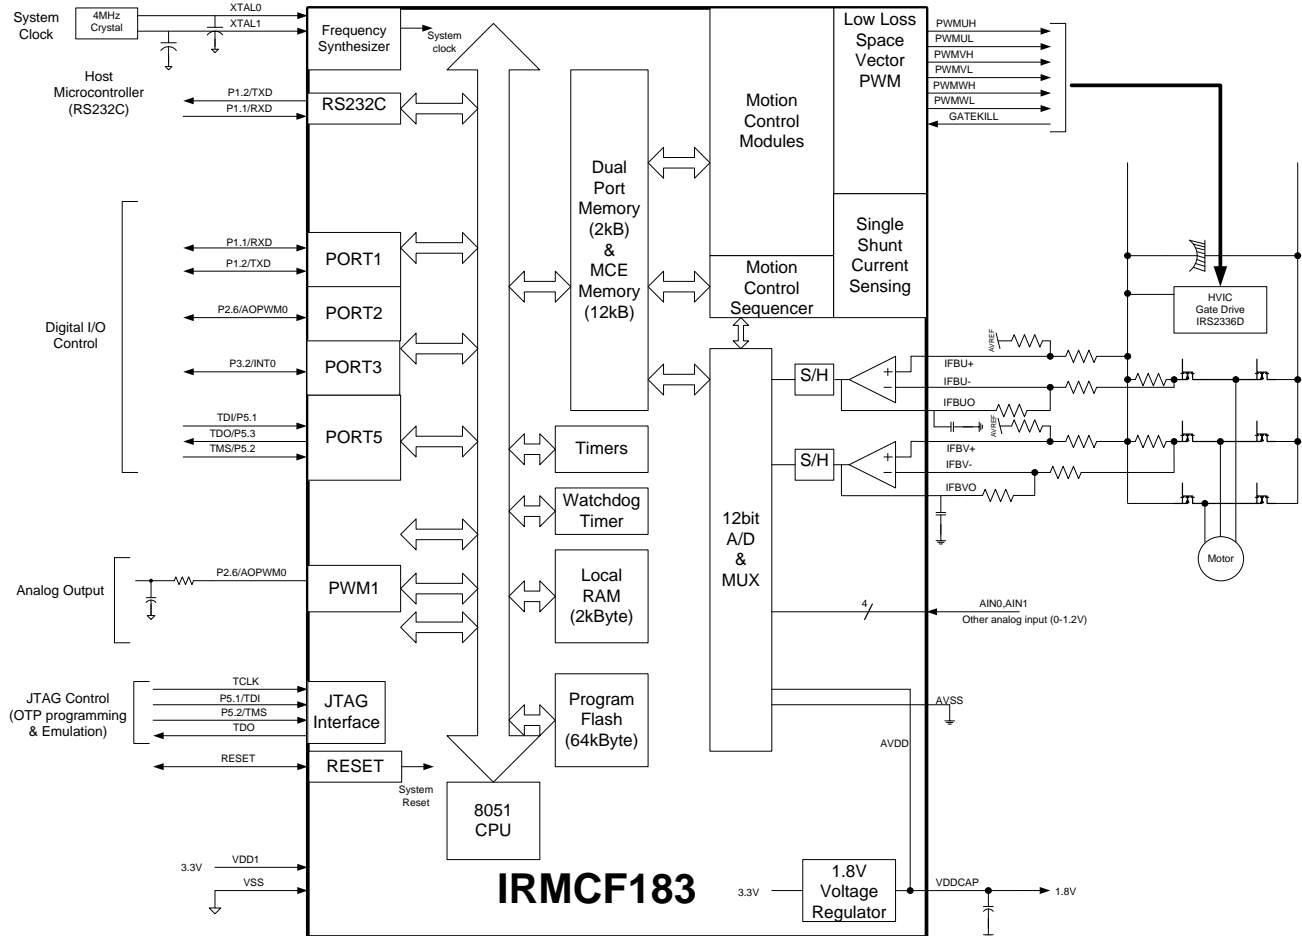 System
Clock
4MHz
Crystal
XTAL0
XTAL1
Frequency
Synthesizer
System
clock
Host
Microcontroller
(RS232C)
P1.2/TXD
P1.1/RXD
RS232C
Digital I/O
Control
P1.1/RXD
P1.2/TXD
PORT1
P2.6/AOPWM0
PORT2
P3.2/INT0
PORT3
TDI/P5.1
TDO/P5.3
TMS/P5.2
PORT5
Analog Output
P2.6/AOPWM0
PWM1
JTAG Control
(OTP programming
& Emulation)
TCLK
P5.1/TDI
P5.2/TMS
TDO
JTAG
Interface
RESET
RESET
System
Reset
3.3V
VDD1
VSS
8051
CPU
Dual
Port
Memory
(2kB)
&
MCE
Memory
(12kB)
Timers
Watchdog
Timer
Local
RAM
(2kByte)
Program
Flash
(64kByte)
Motion
Control
Modules
Motion
Control
Sequencer
Low Loss
Space
Vector
PWM
Single
Shunt
Current
Sensing
12bit
A/D
&
MUX
S/H
S/H
PWMUH
PWMUL
PWMVH
PWMVL
PWMWH
PWMWL
GATEKILL
HVIC
Gate Drive
IRS2336D
AVREF
IFBU+
IFBU-
IFBUO
AVREF
IFBV+
IFBV-
IFBVO
Motor
4
AIN0,AIN1
Other analog input (0-1.2V)
AVSS
AVDD
IRMCF183
3.3V
1.8V
Voltage
Regulator
VDDCAP
1.8V